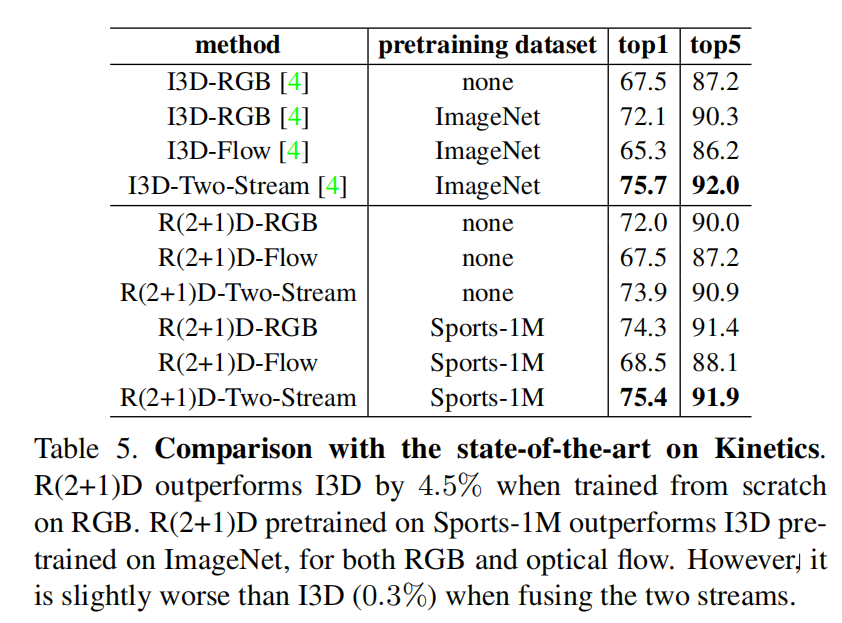 method pretraining dataset top1 top5
I3D-RGB [4] none 67.5 87.2
I3D-RGB [4] ImageNet 72.1 90.3
I3D-Flow [4] ImageNet 65.3 86.2
I3D-Two-Stream [4] ImageNet 75.7 92.0
R(2+1)D-RGB none 72.0 90.0
R(2+1)D-Flow none 67.5 87.2
R(2+1)D-Two-Stream none 73.9 90.9
R(2+1)D-RGB Sports-1M 74.3 91.4
R(2+1)D-Flow Sports-1M 68.5 88.1
R(2+1)D-Two-Stream Sports-1M 75.4 91.9
Table 5. Comparison with the state-of-the-art on Kinetics.
R(2+1)D outperforms I3D by 4.5% when trained from scratch
on RGB. R(2+1)D pretrained on Sports-1M outperforms I3D pre-
trained on ImageNet, for both RGB and optical flow. However, it
is slightly worse than I3D (0.3%) when fusing the two streams.